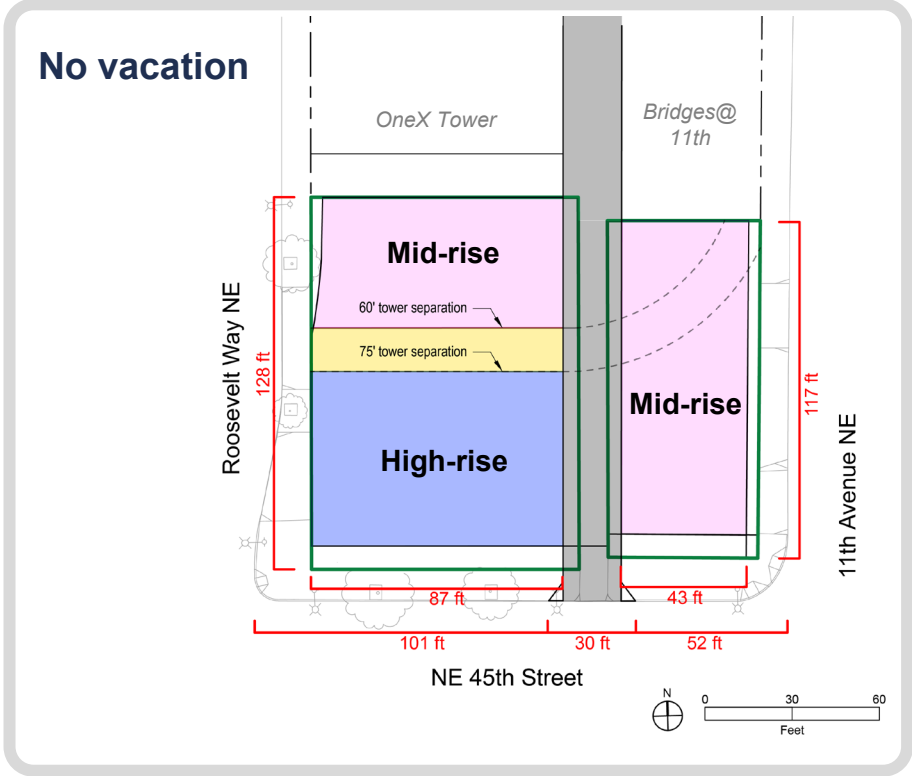 No vacation
OneX Tower
Bridges@
11th
Mid-rise
60' tower separation
75' tower separation
High-rise
Mid-rise
Roosevelt Way NE
128 ft
117 ft
11th Avenue NE
87 ft
43 ft
101 ft
30 ft
52 ft
NE 45th Street
N
0 30 60
Feet